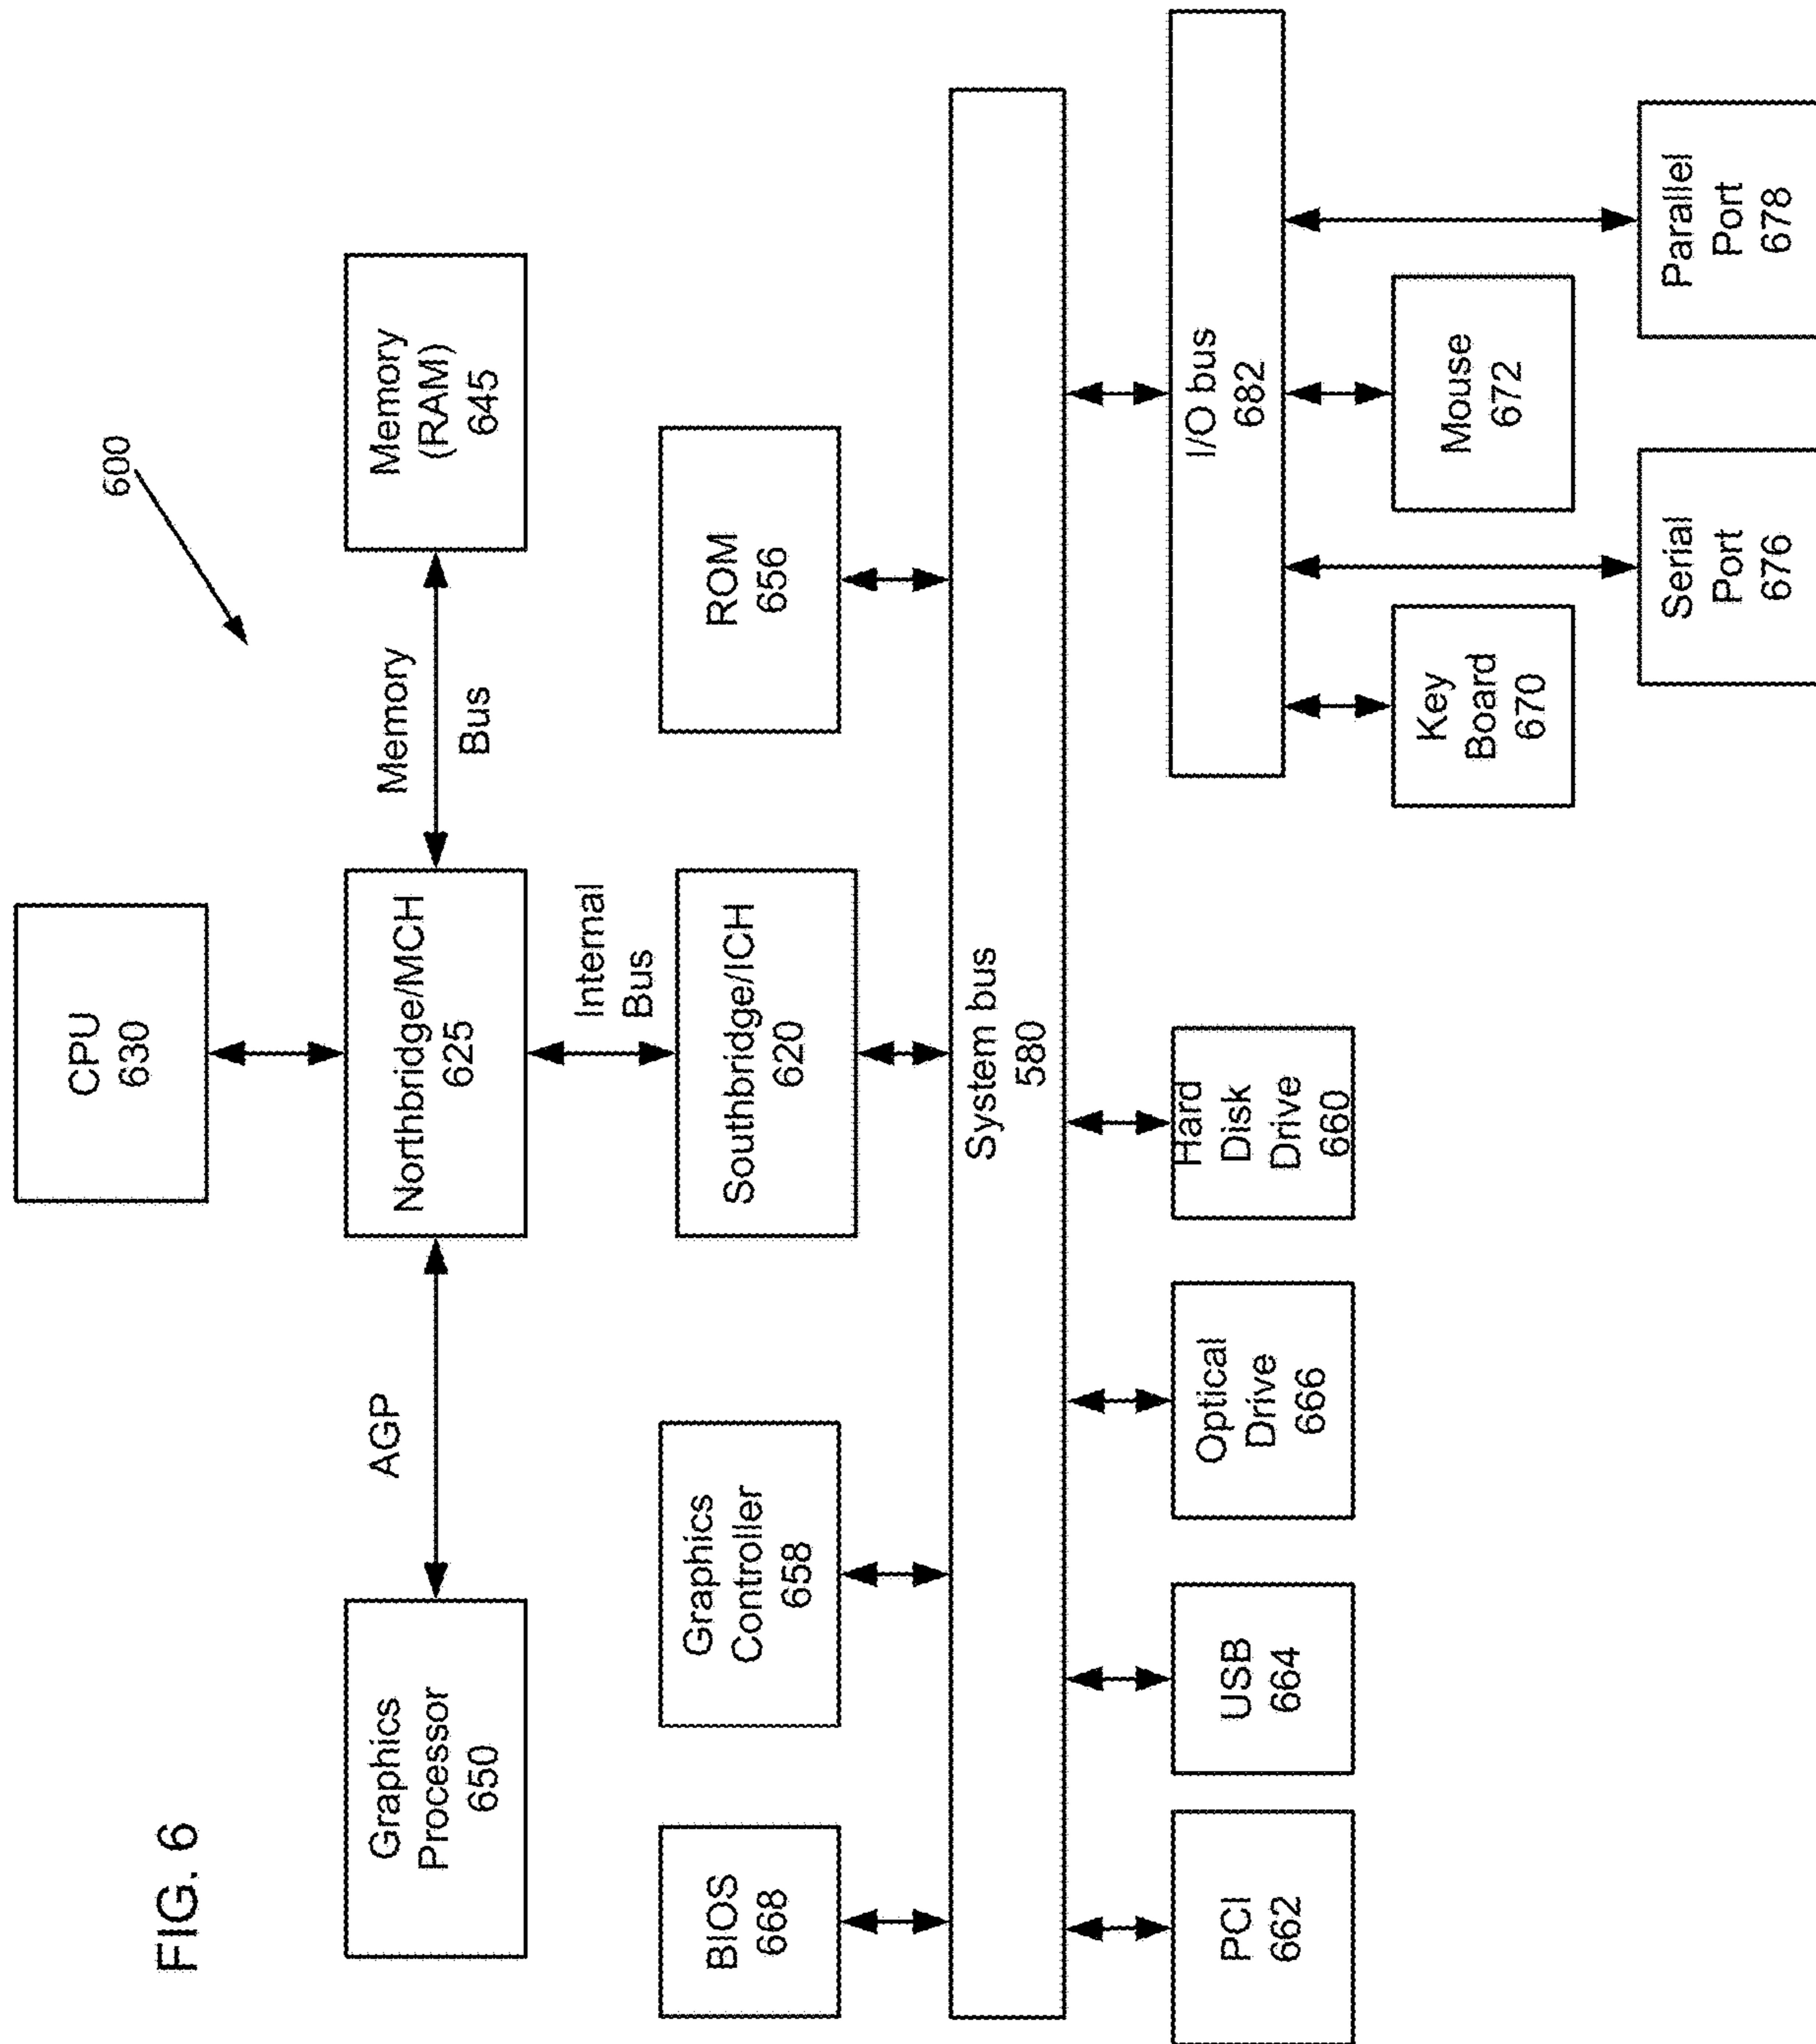 FIG. 6
600
CPU
630
Graphics
Processor
650
AGP
Northbridge/MCH
625
Memory
Bus
Memory
(RAM)
645
Internal
Bus
BIOS
668
Graphics
Controller
658
Southbridge/ICH
620
ROM
656
System bus
580
PCI
662
USB
664
Optical
Drive
666
Hard
Disk
Drive
660
I/O bus
682
Key
Board
670
Mouse
672
Serial
Port
676
Parallel
Port
678